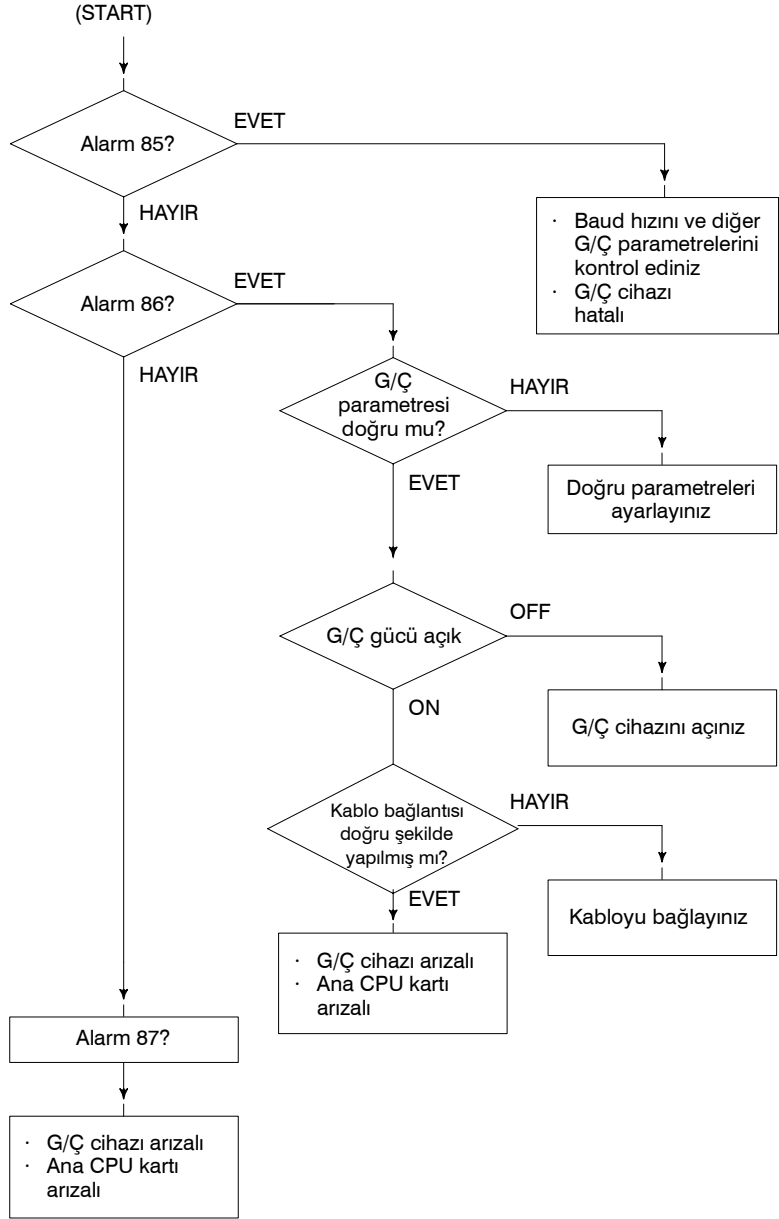 (START)
Alarm 85?
EVET
HAYIR
· Baud hızını ve diğer
G/Ç parametrelerini
kontrol ediniz
· G/Ç cihazı
hatalı
Alarm 86?
EVET
HAYIR
G/Ç
parametresi
doğru mu?
HAYIR
EVET
Doğru parametreleri
ayarlayınız
G/Ç gücü açık
OFF
ON
G/Ç cihazını açınız
Kablo bağlantısı
doğru şekilde
yapılmış mı?
HAYIR
EVET
Kabloyu bağlayınız
· G/Ç cihazı arızalı
· Ana CPU kartı
arızalı
Alarm 87?
· G/Ç cihazı arızalı
· Ana CPU kartı
arızalı